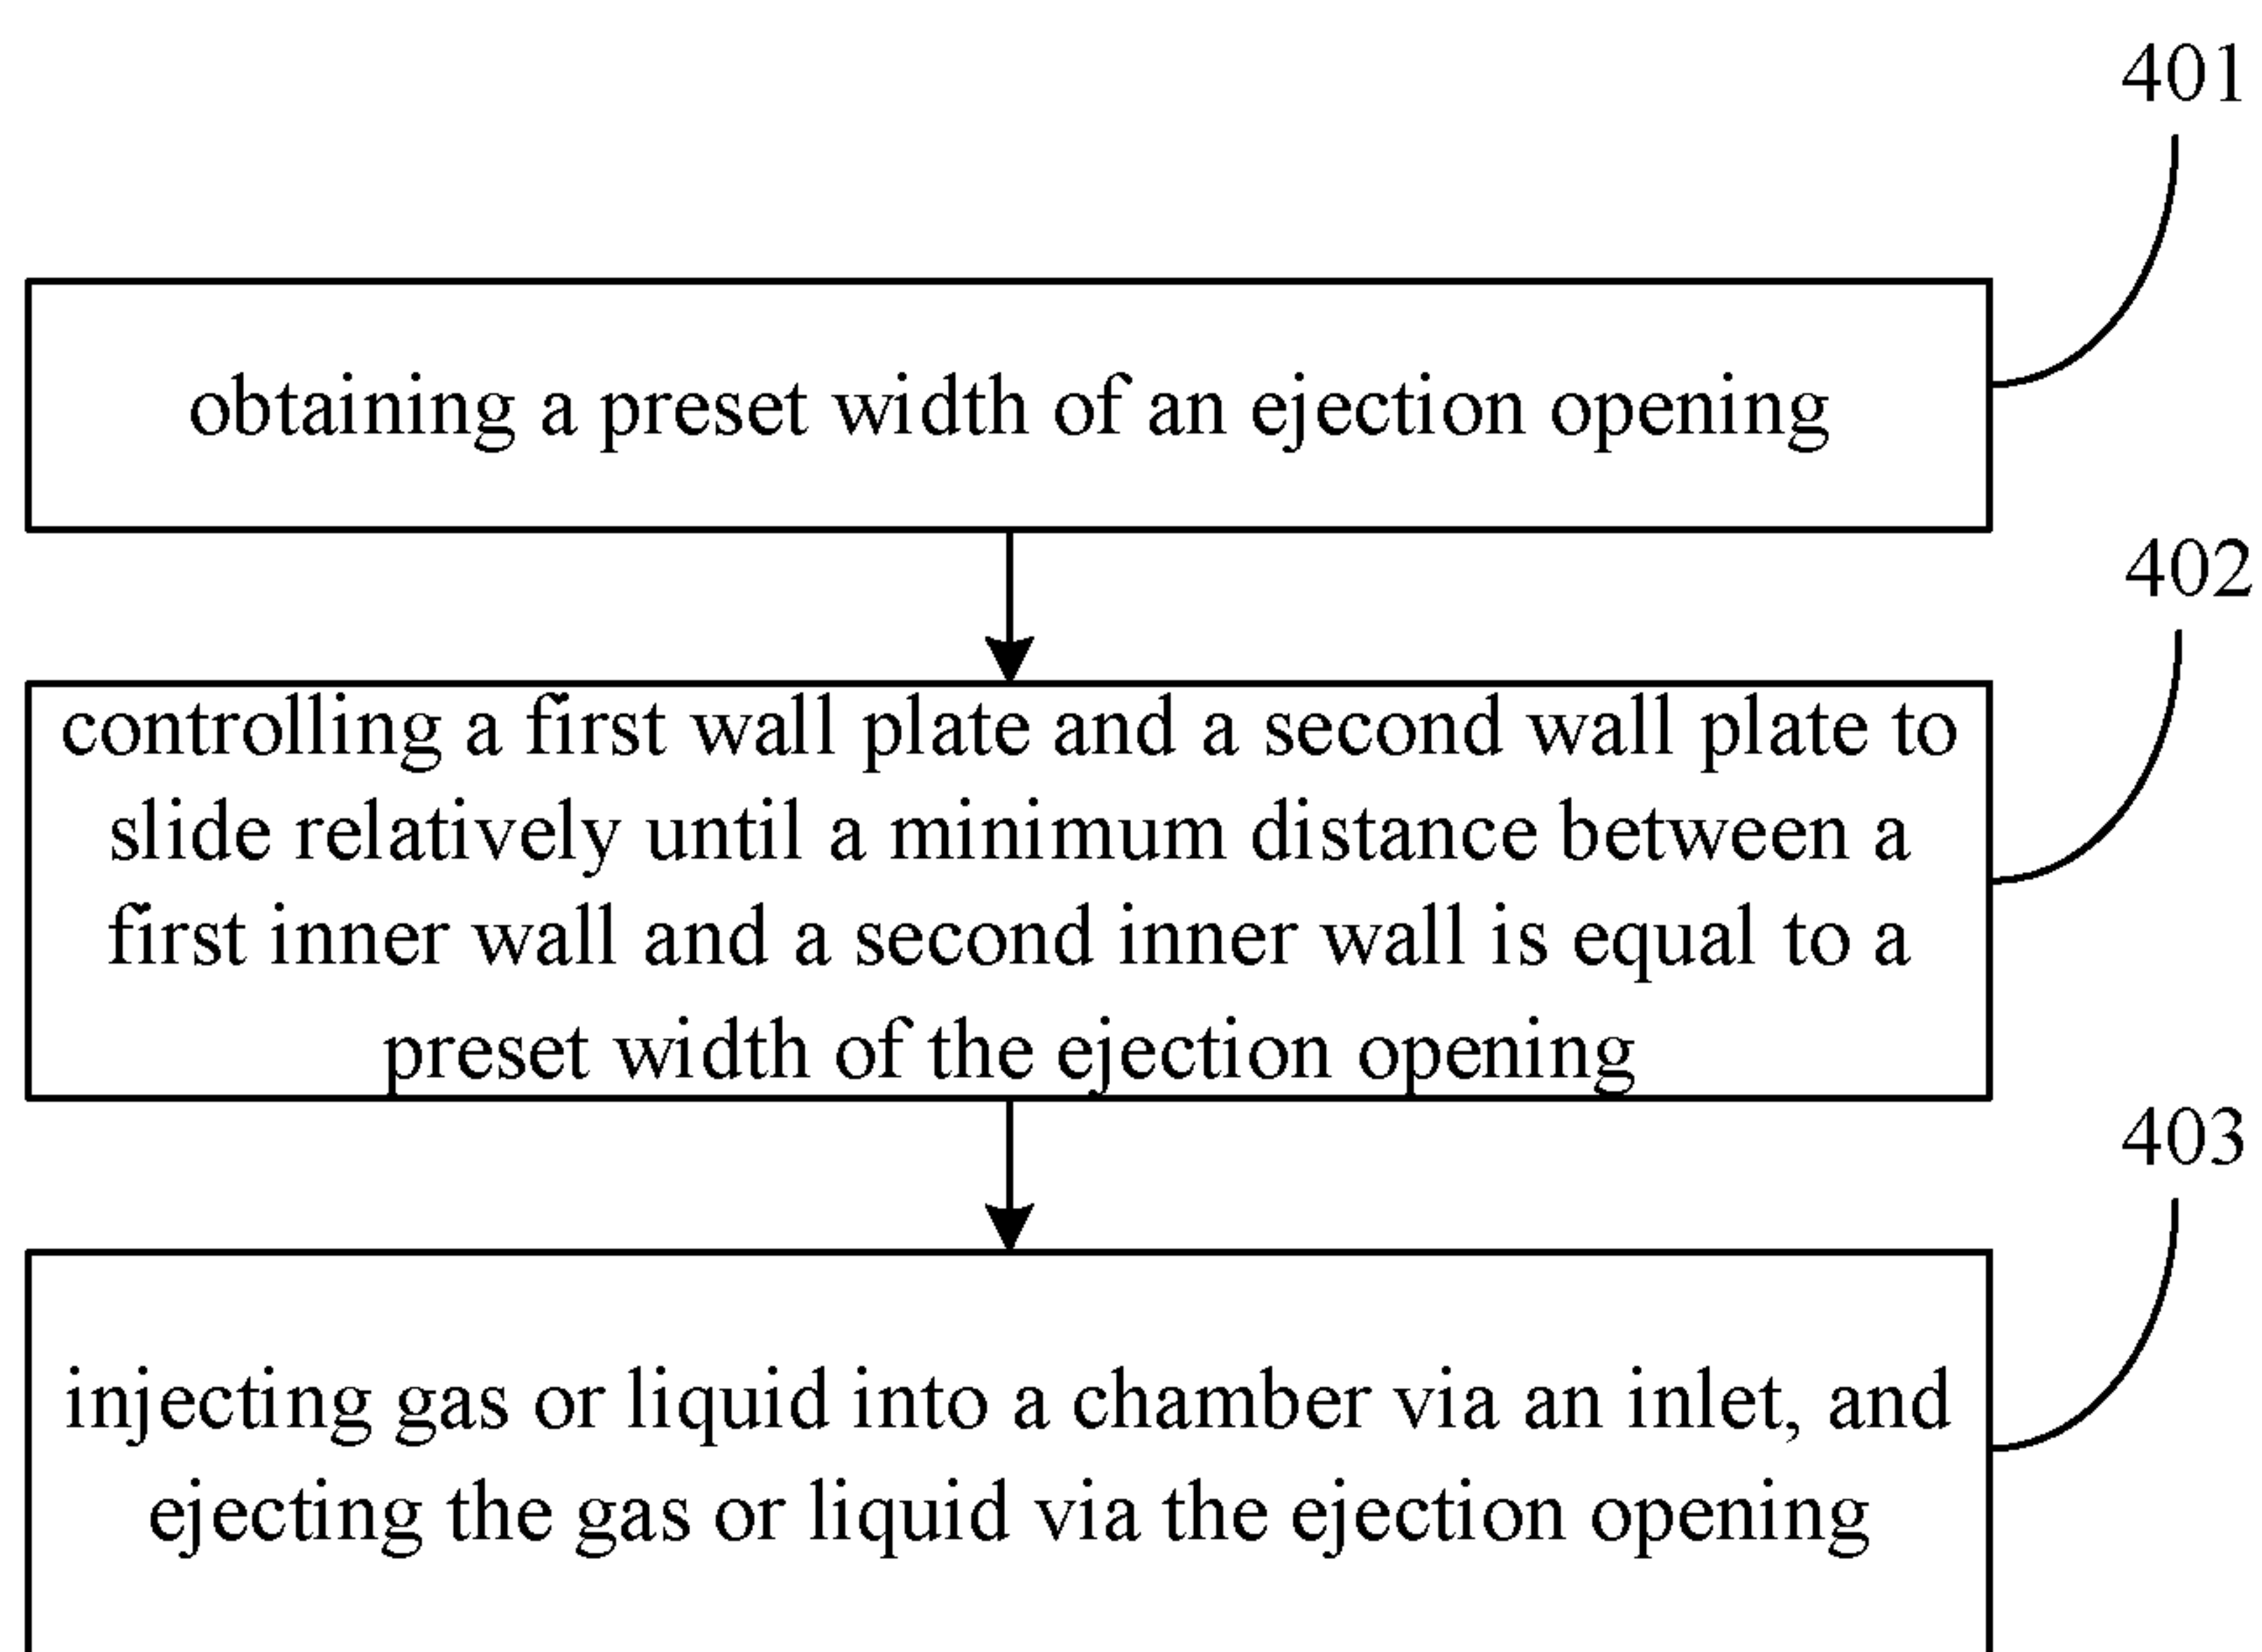 401
obtaining a preset width of an ejection opening
402
controlling a first wall plate and a second wall plate to
slide relatively until a minimum distance between a
first inner wall and a second inner wall is equal to a
preset width of the ejection opening
403
injecting gas or liquid into a chamber via an inlet, and
ejecting the gas or liquid via the ejection opening